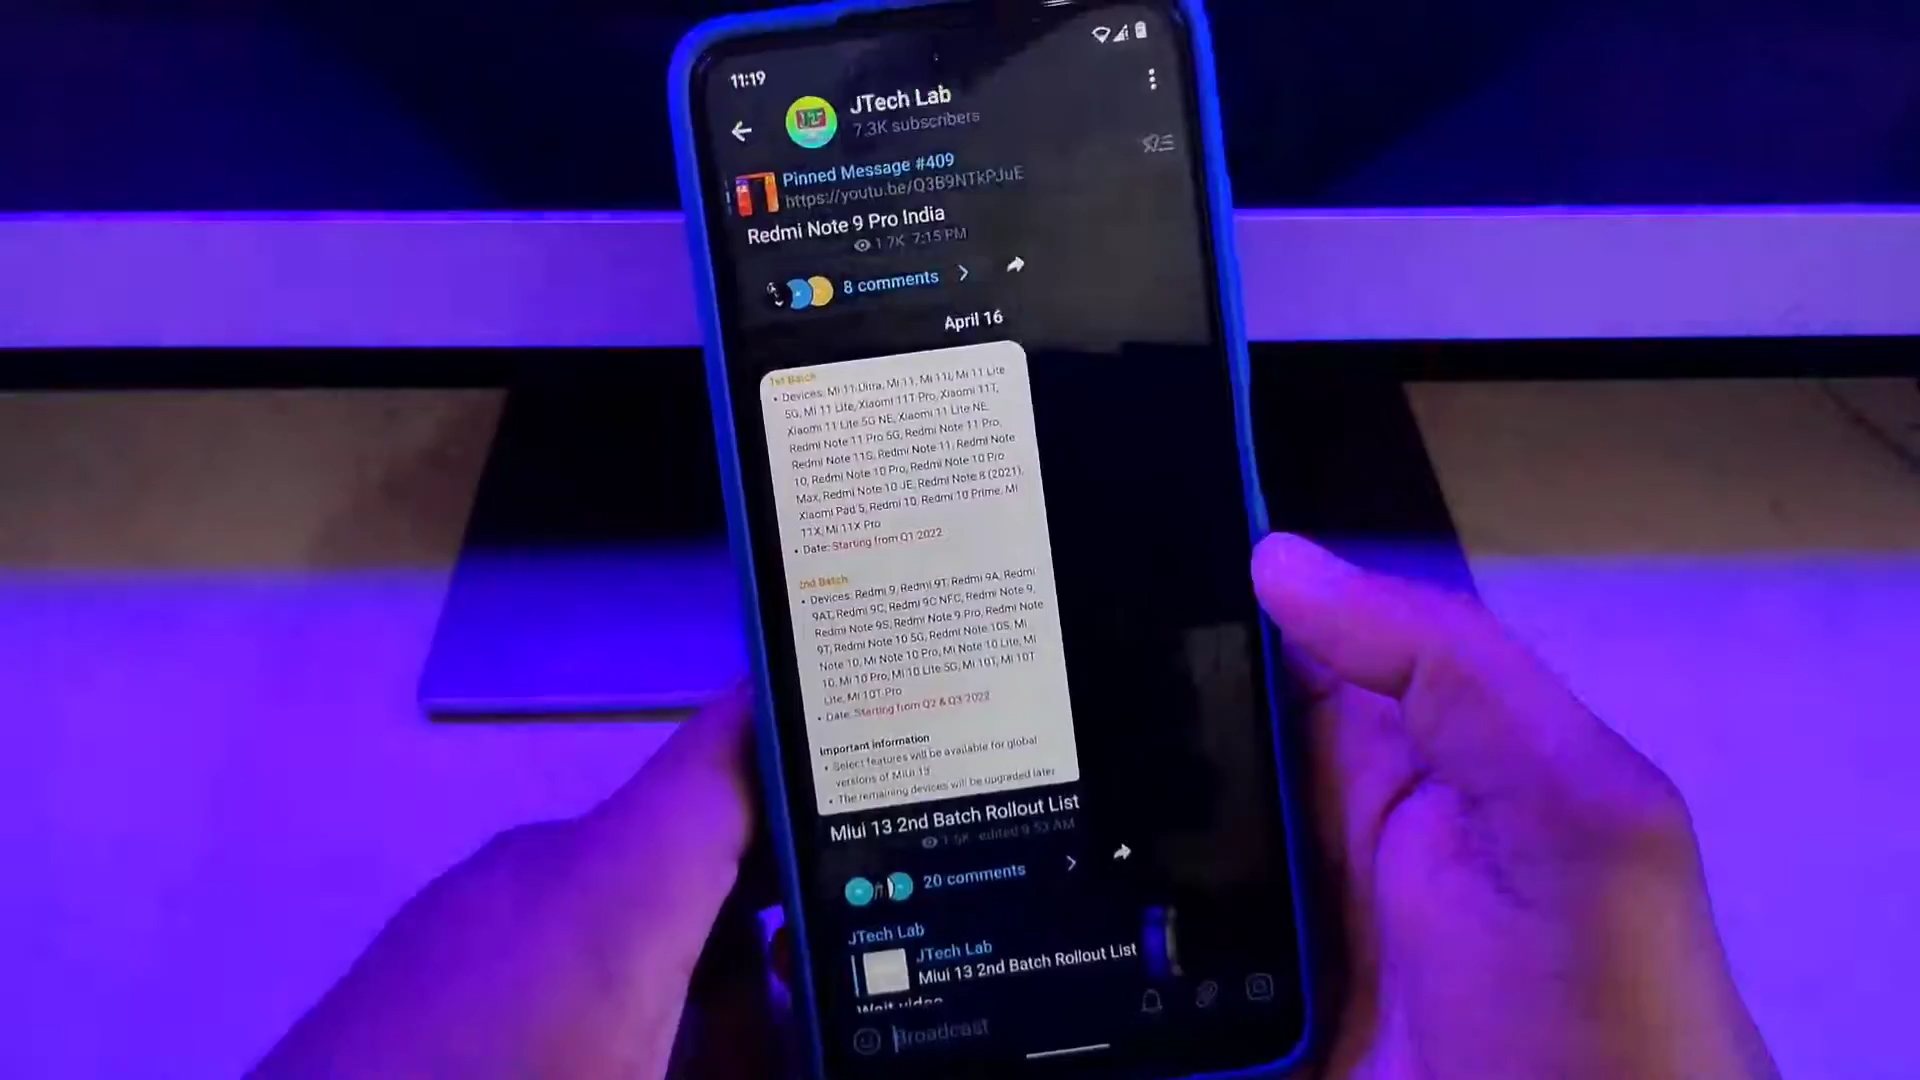 11:19
JTech Lab
7.3K subscribers
Pinned Message #409
https://youtu.be/Q3B9NTkPJuE
Redmi Note 9 Pro India
1.7K 7:15 PM
8 comments
April 16
1st Batch
• Devices: Mi 11 Ultra, Mi 11, Mi 11i, Mi 11 Lite
5G, Mi 11 Lite, Xiaomi 11T Pro, Xiaomi 11T,
Xiaomi 11 Lite 5G NE, Xiaomi 11 Lite NE,
Redmi Note 11 Pro 5G, Redmi Note 11 Pro,
Redmi Note 11S, Redmi Note 11, Redmi Note
10, Redmi Note 10 Pro, Redmi Note 10 Pro
Max, Redmi Note 10 JE, Redmi Note 8 (2021),
Xiaomi Pad 5, Redmi 10, Redmi 10 Prime, Mi
11X, Mi 11X Pro
• Date: Starting from Q1 2022
2nd Batch
• Devices: Redmi 9, Redmi 9T, Redmi 9A, Redmi
9AT, Redmi 9C, Redmi 9C NFC, Redmi Note 9,
Redmi Note 9S, Redmi Note 9 Pro, Redmi Note
9T, Redmi Note 10 5G, Redmi Note 10S, Mi
Note 10, Mi Note 10 Pro, Mi Note 10 Lite, Mi
10, Mi 10 Pro, Mi 10 Lite 5G, Mi 10T, Mi 10T
Lite, Mi 10T Pro
• Date: Starting from Q2 & Q3 2022
Important information
• Select features will be available for global
versions of MIUI 13
• The remaining devices will be upgraded later
Miui 13 2nd Batch Rollout List
1.5K edited 9:53 AM
20 comments
JTech Lab
JTech Lab
Miui 13 2nd Batch Rollout List
Wait video
Broadcast